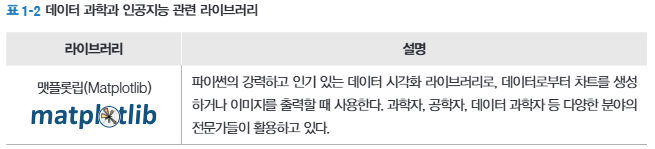 표 1-2 데이터 과학과 인공지능 관련 라이브러리
라이브러리
설명
맷플롯립(Matplotlib)
matplotlib
파이썬의 강력하고 인기 있는 데이터 시각화 라이브러리로, 데이터로부터 차트를 생성
하거나 이미지를 출력할 때 사용한다. 과학자, 공학자, 데이터 과학자 등 다양한 분야의
전문가들이 활용하고 있다.